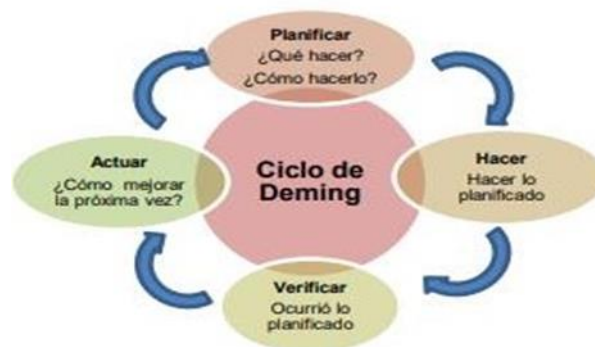 Planificar
¿Qué hacer?
¿Cómo hacerlo?
Actuar
¿Cómo mejorar
la próxima vez?
Ciclo de
Deming
Hacer
Hacer lo
planificado
Verificar
Ocurrió lo
planificado